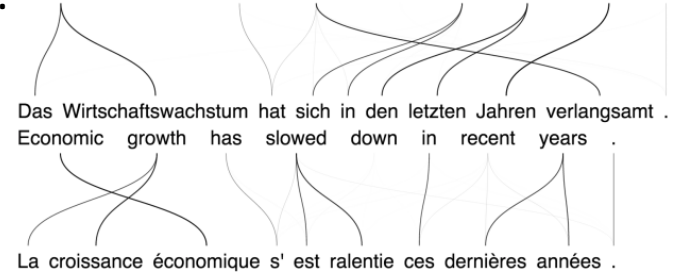 Das Wirtschaftswachstum hat sich in den letzten Jahren verlangsamt .
Economic growth has slowed down in recent years .
La croissance économique s' est ralentie ces dernières années .